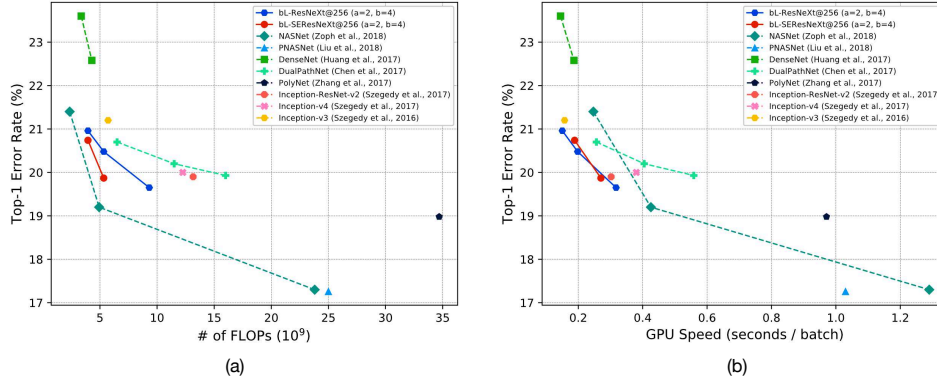 23
22
21
20
19
18
17
Top-1 Error Rate (%)
5 10 15 20 25 30 35
# of FLOPs (10⁹)
bL-ResNeXt@256 (a=2, b=4)
bL-SEResNeXt@256 (a=2, b=4)
NASNet (Zoph et al., 2018)
PNASNet (Liu et al., 2018)
DenseNet (Huang et al., 2017)
DualPathNet (Chen et al., 2017)
PolyNet (Zhang et al., 2017)
Inception-ResNet-v2 (Szegedy et al., 2017)
Inception-v4 (Szegedy et al., 2017)
Inception-v3 (Szegedy et al., 2016)
(a)
23
22
21
20
19
18
17
Top-1 Error Rate (%)
0.2 0.4 0.6 0.8 1.0 1.2
GPU Speed (seconds / batch)
bL-ResNeXt@256 (a=2, b=4)
bL-SEResNeXt@256 (a=2, b=4)
NASNet (Zoph et al., 2018)
PNASNet (Liu et al., 2018)
DenseNet (Huang et al., 2017)
DualPathNet (Chen et al., 2017)
PolyNet (Zhang et al., 2017)
Inception-ResNet-v2 (Szegedy et al., 2017)
Inception-v4 (Szegedy et al., 2017)
Inception-v3 (Szegedy et al., 2016)
(b)